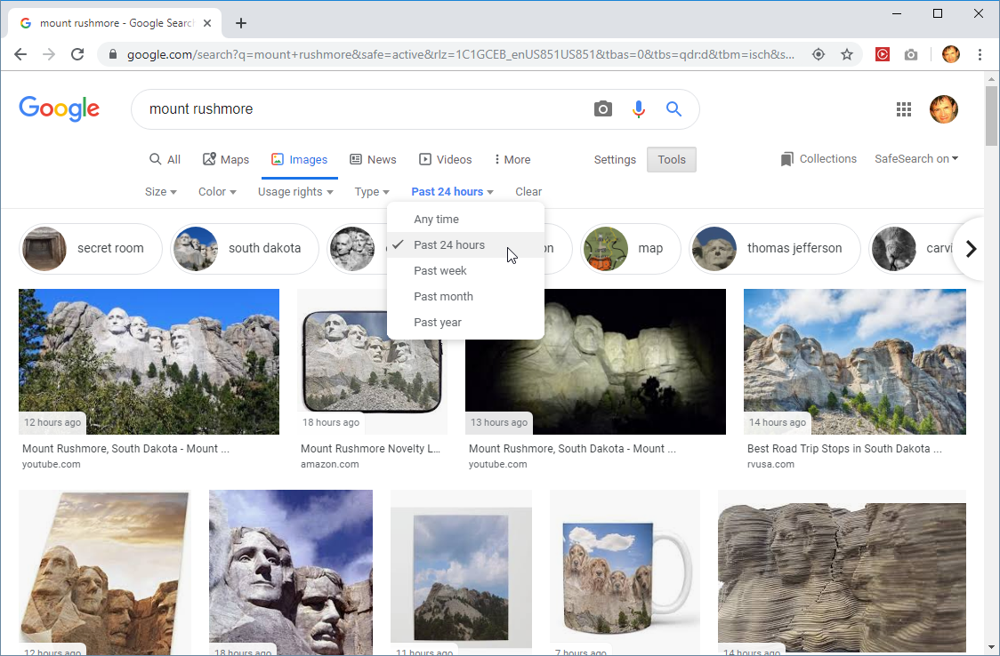 mount rushmore - Google Searc
google.com/search?q=mount+rushmore&safe=active&rlz=1C1GCEB_enUS851US851&tbas=0&tbs=qdr:d&tbm=isch&s...
Google
mount rushmore
All Maps Images News Videos More Settings Tools Collections SafeSearch on
Size Color Usage rights Type Past 24 hours Clear
Any time
Past 24 hours
Past week
Past month
Past year
secret room south dakota map thomas jefferson carvi
12 hours ago 18 hours ago 13 hours ago 14 hours ago
Mount Rushmore, South Dakota - Mount ... Mount Rushmore Novelty L... Mount Rushmore, South Dakota - Mount ... Best Road Trip Stops in South Dakota ...
youtube.com amazon.com youtube.com rvusa.com
12 hours ago 18 hours ago 11 hours ago 7 hours ago 14 hours ago